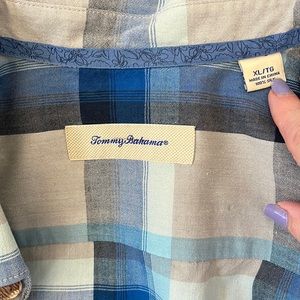 XL/TG
MADE IN CHINA
100% SILK
Tommy Bahama®